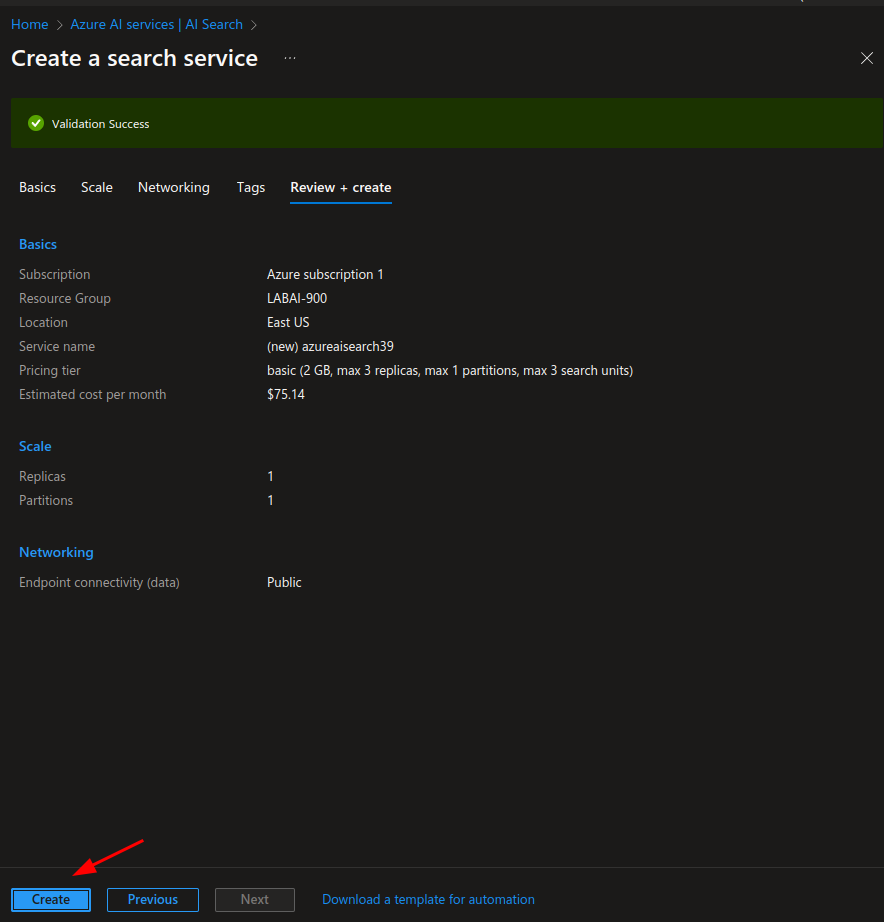 Home > Azure AI services | AI Search >
Create a search service ...
Validation Success
Basics Scale Networking Tags Review + create
Basics
Subscription Azure subscription 1
Resource Group LABAI-900
Location East US
Service name (new) azureaisearch39
Pricing tier basic (2 GB, max 3 replicas, max 1 partitions, max 3 search units)
Estimated cost per month $75.14
Scale
Replicas 1
Partitions 1
Networking
Endpoint connectivity (data) Public
Create Previous Next Download a template for automation